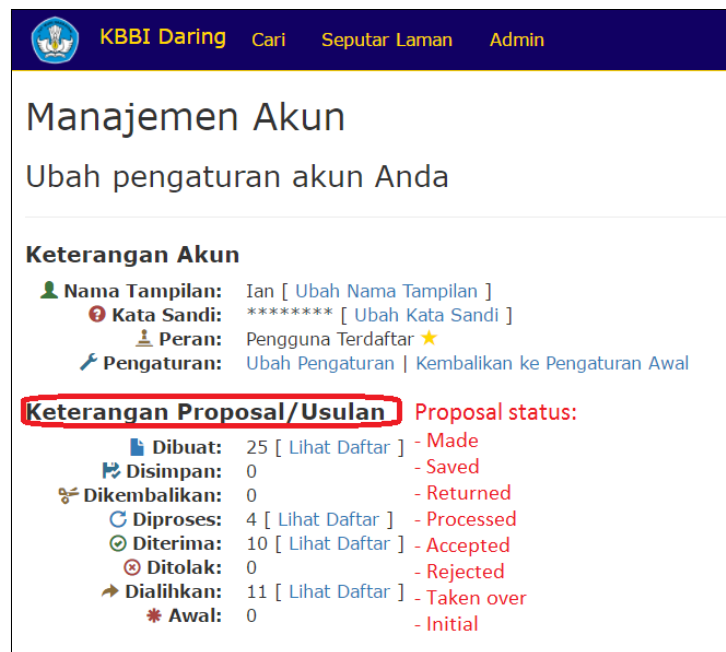 KBBI Daring Cari Seputar Laman Admin
Manajemen Akun
Ubah pengaturan akun Anda
Keterangan Akun
Nama Tampilan: Ian [ Ubah Nama Tampilan ]
Kata Sandi: ******** [ Ubah Kata Sandi ]
Peran: Pengguna Terdaftar
Pengaturan: Ubah Pengaturan | Kembalikan ke Pengaturan Awal
Keterangan Proposal/Usulan Proposal status:
Dibuat: 25 [ Lihat Daftar ] - Made
Disimpan: 0 - Saved
Dikembalikan: 0 - Returned
Diproses: 4 [ Lihat Daftar ] - Processed
Diterima: 10 [ Lihat Daftar ] - Accepted
Ditolak: 0 - Rejected
Dialihkan: 11 [ Lihat Daftar ] - Taken over
Awal: 0 - Initial